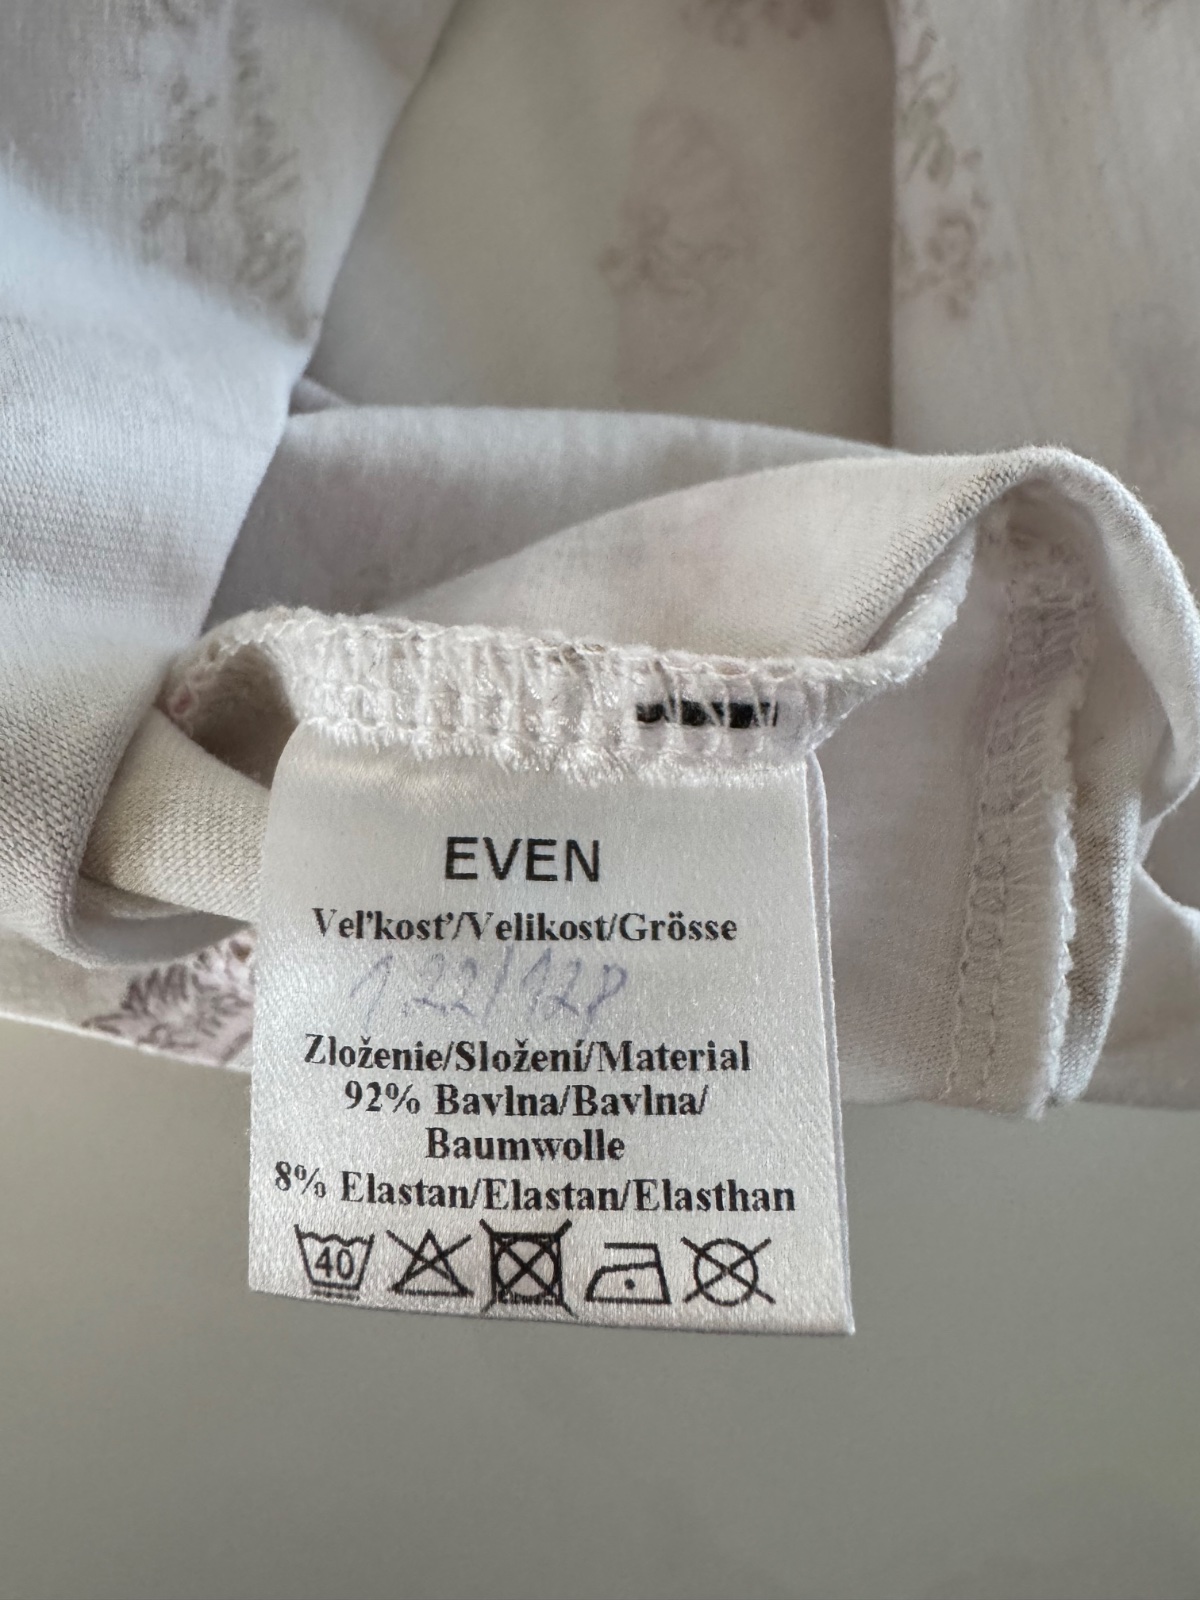 EVEN
Veľkosť/Velikost/Grösse
122/128
Zloženie/Složení/Material
92% Bavlna/Bavlna/
Baumwolle
8% Elastan/Elastan/Elasthan
40